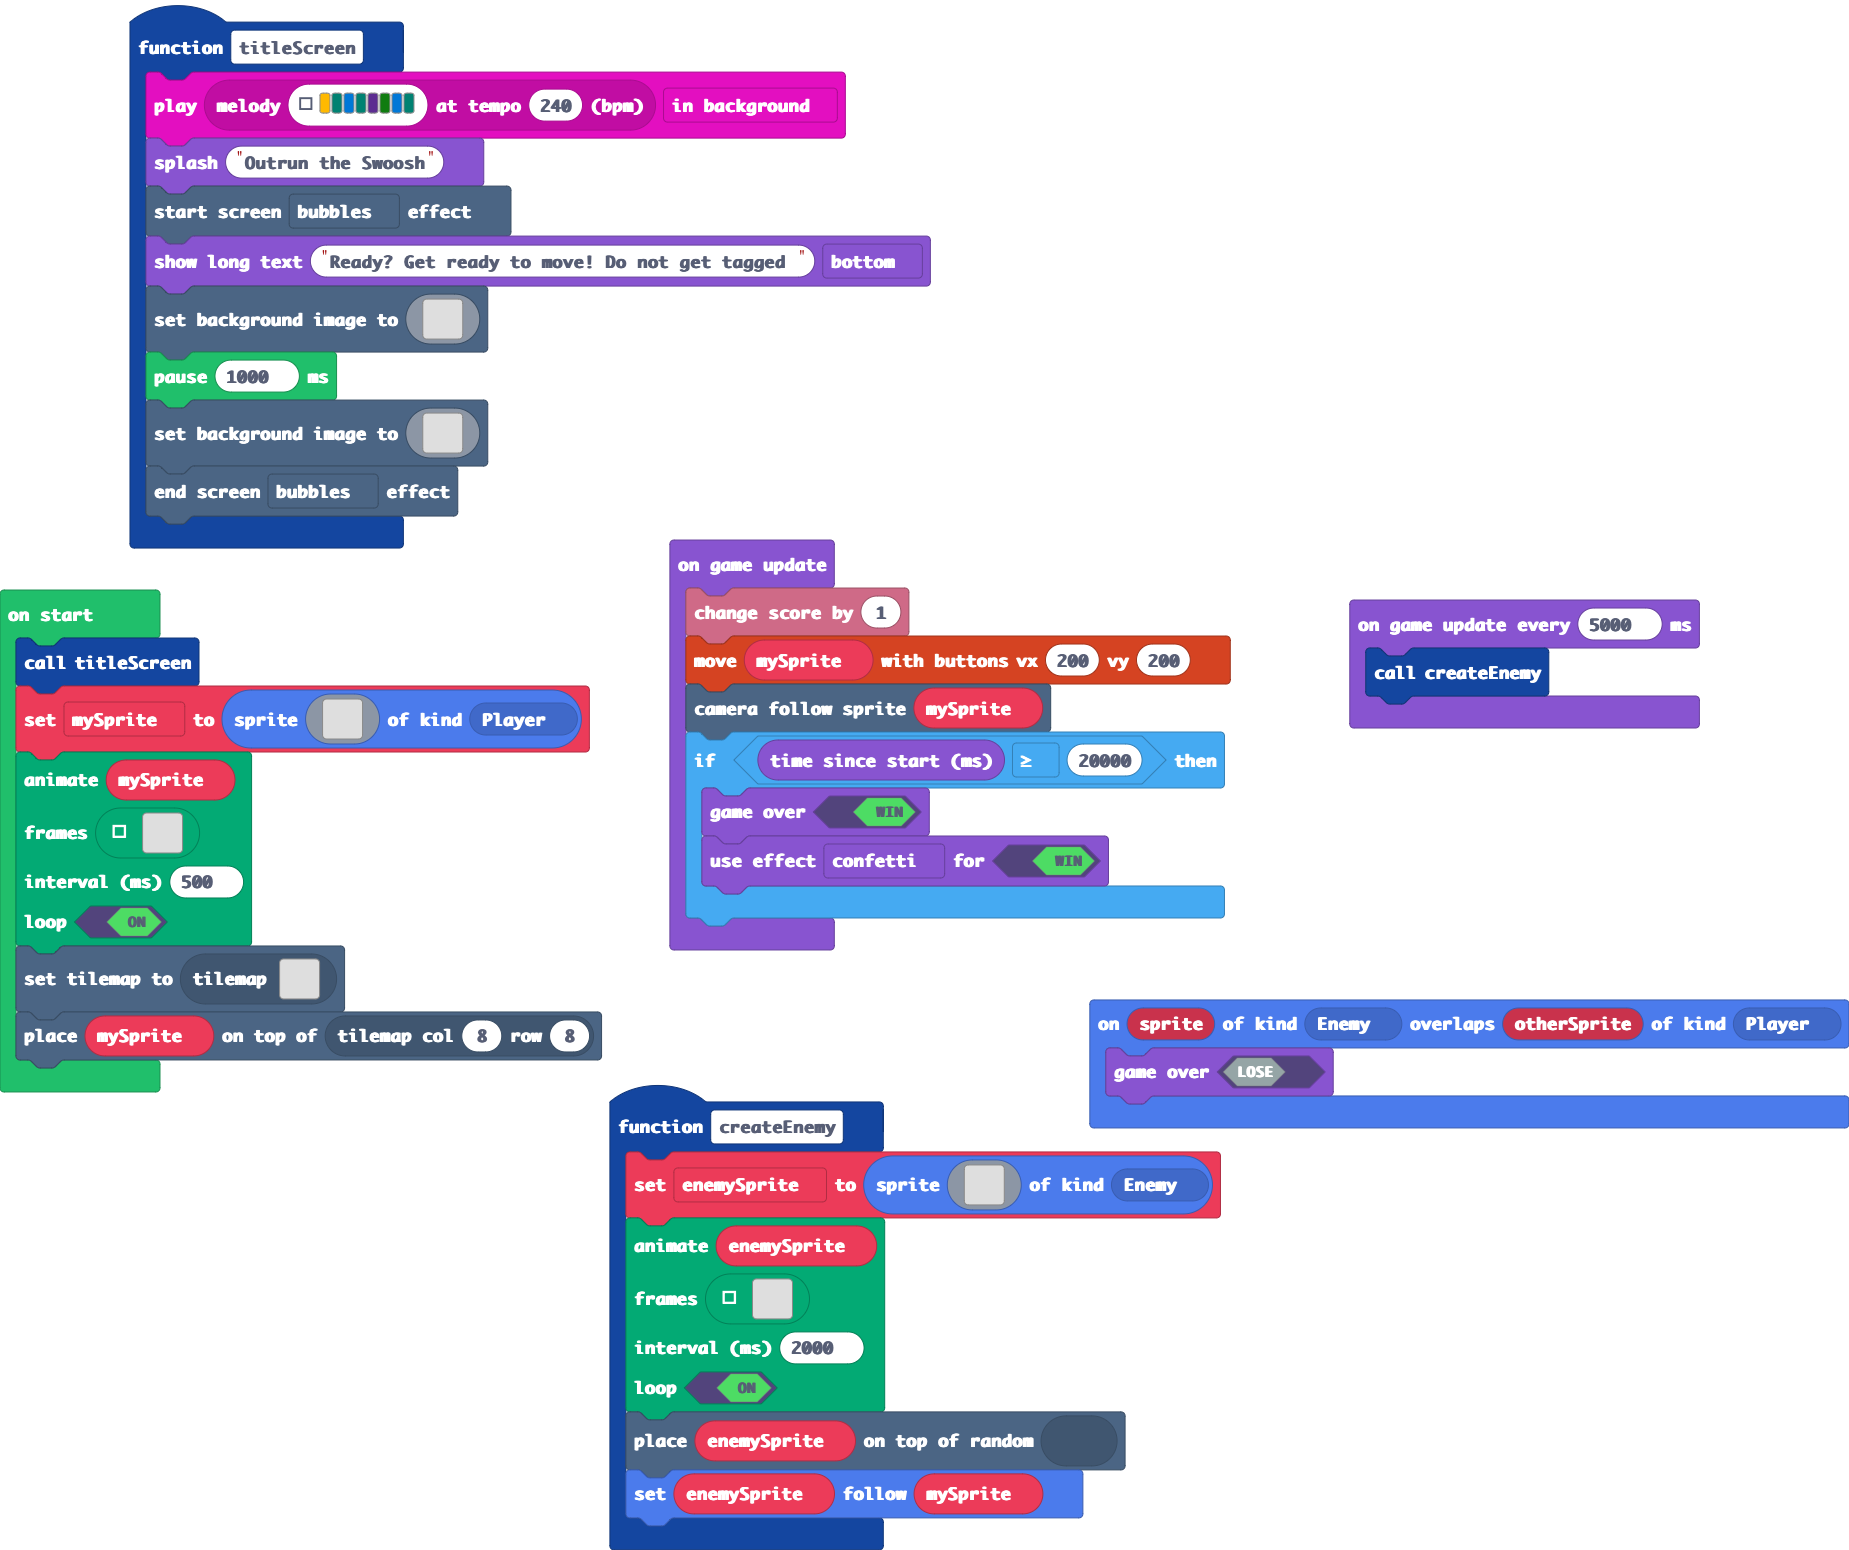 function titleScreen
play melody at tempo 240 (bpm) in background
splash "Outrun the Swoosh"
start screen bubbles effect
show long text "Ready? Get ready to move! Do not get tagged " bottom
set background image to
pause 1000 ms
set background image to
end screen bubbles effect
on start
call titleScreen
set mySprite to sprite of kind Player
animate mySprite
frames
interval (ms) 500
loop ON
set tilemap to tilemap
place mySprite on top of tilemap col 8 row 8
on game update
change score by 1
move mySprite with buttons vx 200 vy 200
camera follow sprite mySprite
if time since start (ms) ≥ 20000 then
game over WIN
use effect confetti for WIN
on game update every 5000 ms
call createEnemy
on sprite of kind Enemy overlaps otherSprite of kind Player
game over LOSE
function createEnemy
set enemySprite to sprite of kind Enemy
animate enemySprite
frames
interval (ms) 2000
loop ON
place enemySprite on top of random
set enemySprite follow mySprite